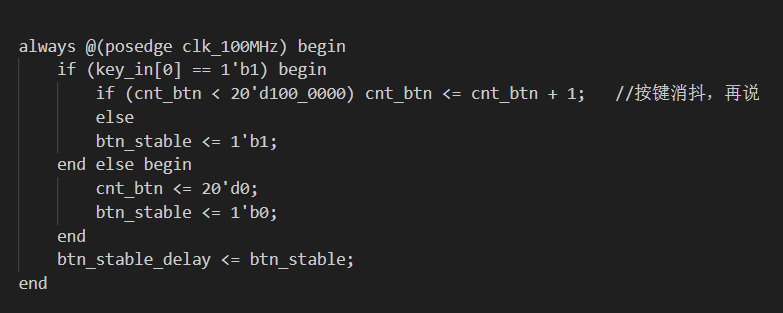 always @(posedge clk_100MHz) begin
    if (key_in[0] == 1'b1) begin
        if (cnt_btn < 20'd100_0000) cnt_btn <= cnt_btn + 1;   //按键消抖，再说
        else
        btn_stable <= 1'b1;
    end else begin
        cnt_btn <= 20'd0;
        btn_stable <= 1'b0;
    end
    btn_stable_delay <= btn_stable;
end